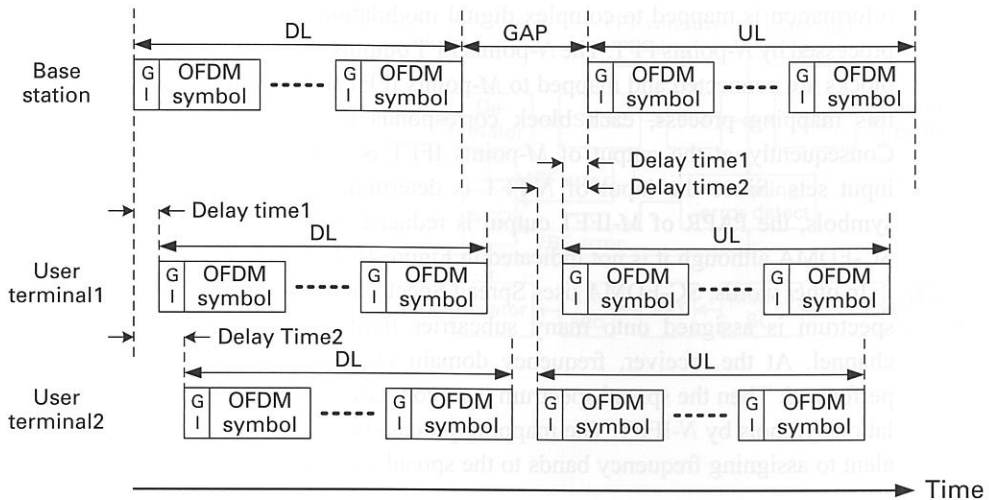 DL GAP UL
Base station
G I OFDM symbol G I OFDM symbol G I OFDM symbol G I OFDM symbol
Delay time1
Delay time2
Delay time1
DL UL
User terminal1
G I OFDM symbol G I OFDM symbol G I OFDM symbol G I OFDM symbol
Delay Time2
DL UL
User terminal2
G I OFDM symbol G I OFDM symbol G I OFDM symbol G I OFDM symbol
Time